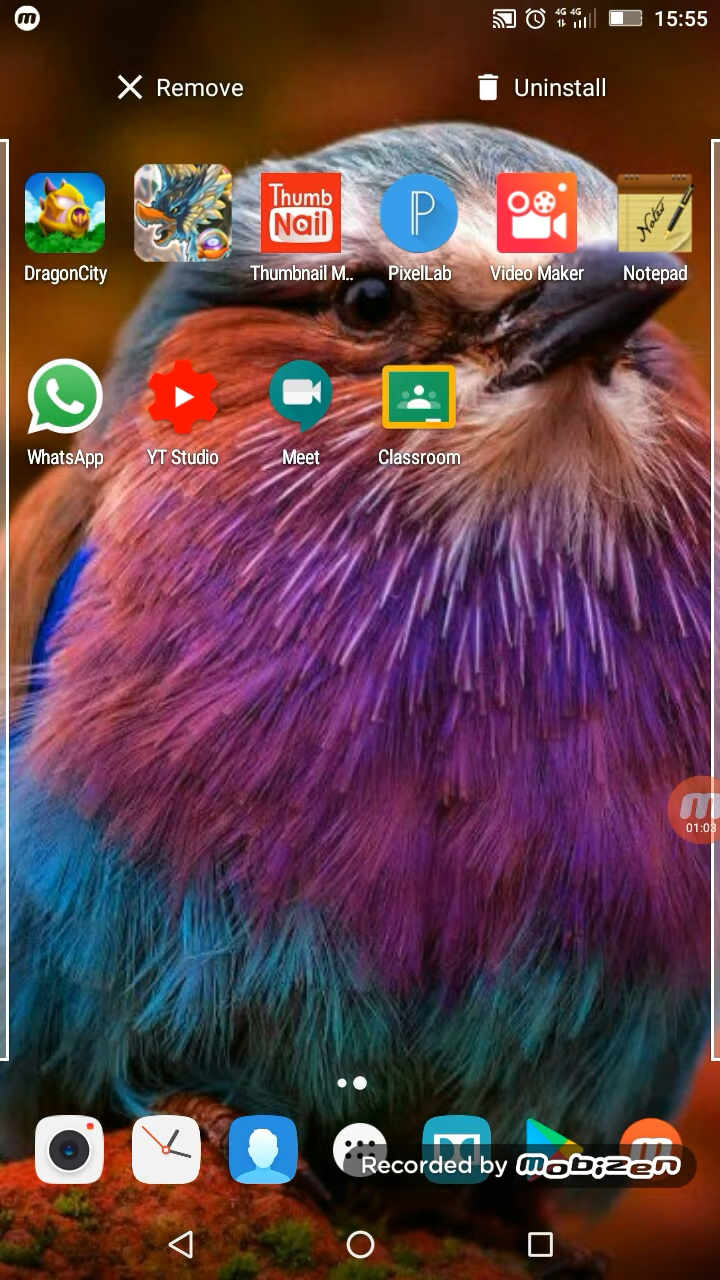 15:55
Remove
Uninstall
Thumb
Nail
P
Notes
DragonCity
Thumbnail M..
PixelLab
Video Maker
Notepad
WhatsApp
YT Studio
Meet
Classroom
m
01:03
Recorded by mobizen